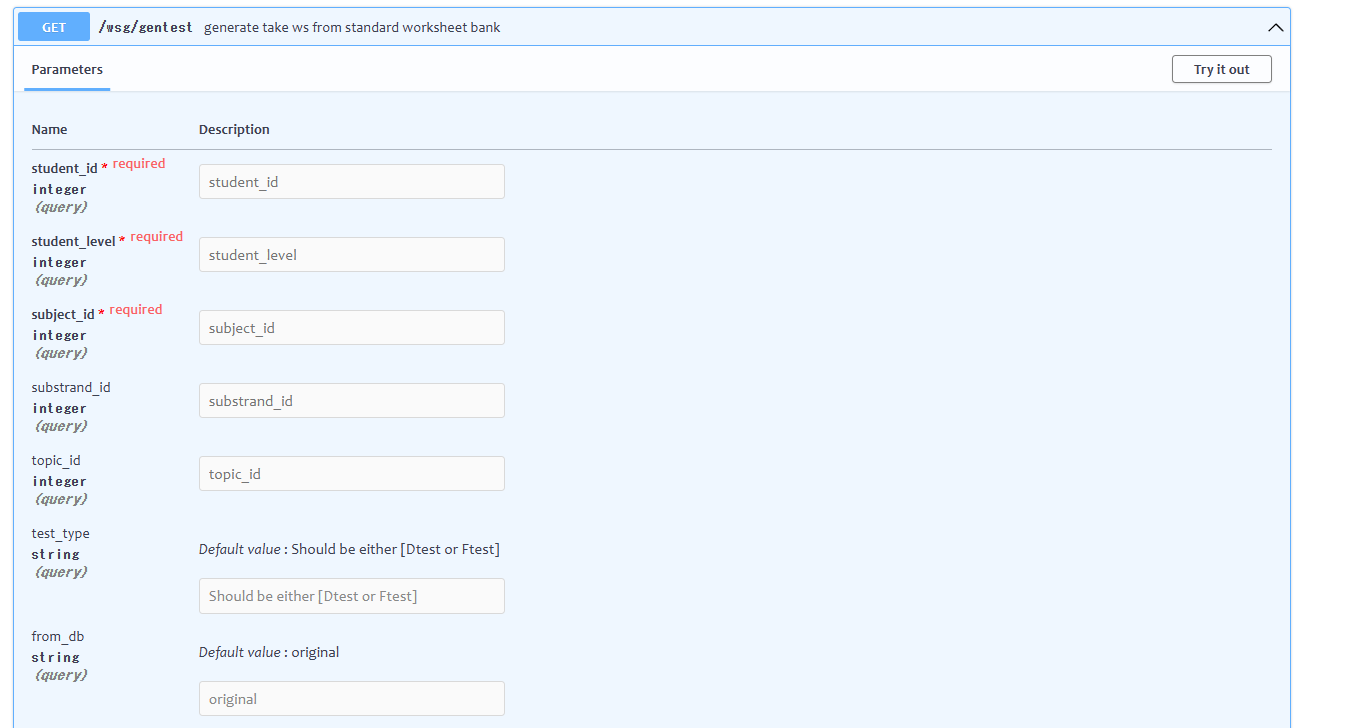 GET /wsg/gentest generate take ws from standard worksheet bank
Parameters Try it out
Name Description
student_id * required
integer
(query)
student_id
student_level * required
integer
(query)
student_level
subject_id * required
integer
(query)
subject_id
substrand_id
integer
(query)
substrand_id
topic_id
integer
(query)
topic_id
test_type
string
(query)
Default value : Should be either [Dtest or Ftest]
Should be either [Dtest or Ftest]
from_db
string
(query)
Default value : original
original